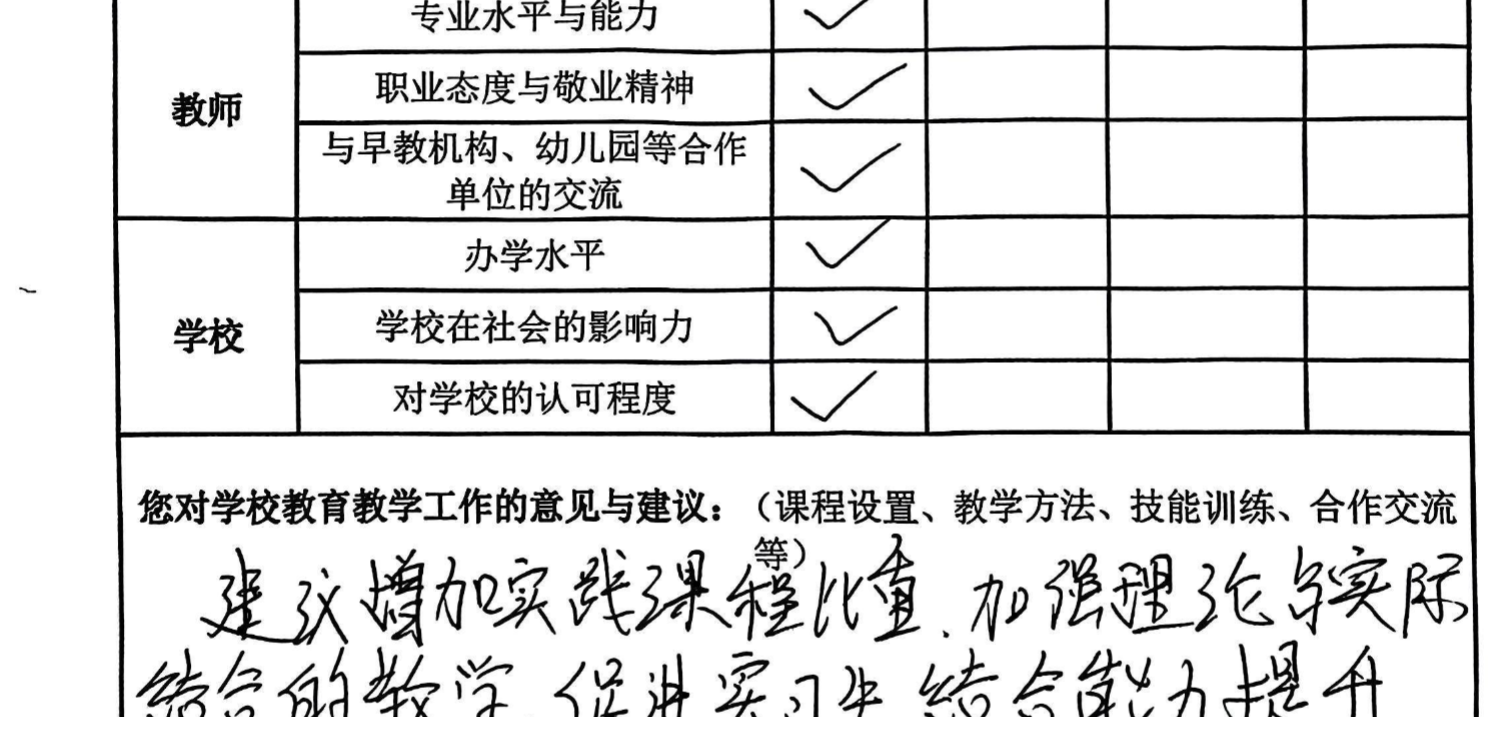 专业水平与能力 ✓
职业态度与敬业精神 ✓
教师
与早教机构、幼儿园等合作
单位的交流 ✓
办学水平 ✓
学校在社会的影响力 ✓
学校
对学校的认可程度 ✓
您对学校教育教学工作的意见与建议：（课程设置、教学方法、技能训练、合作交流
等）
建议增加实践课程比重、加强理论与实际
结合的教学、促进实习生结合能力提升